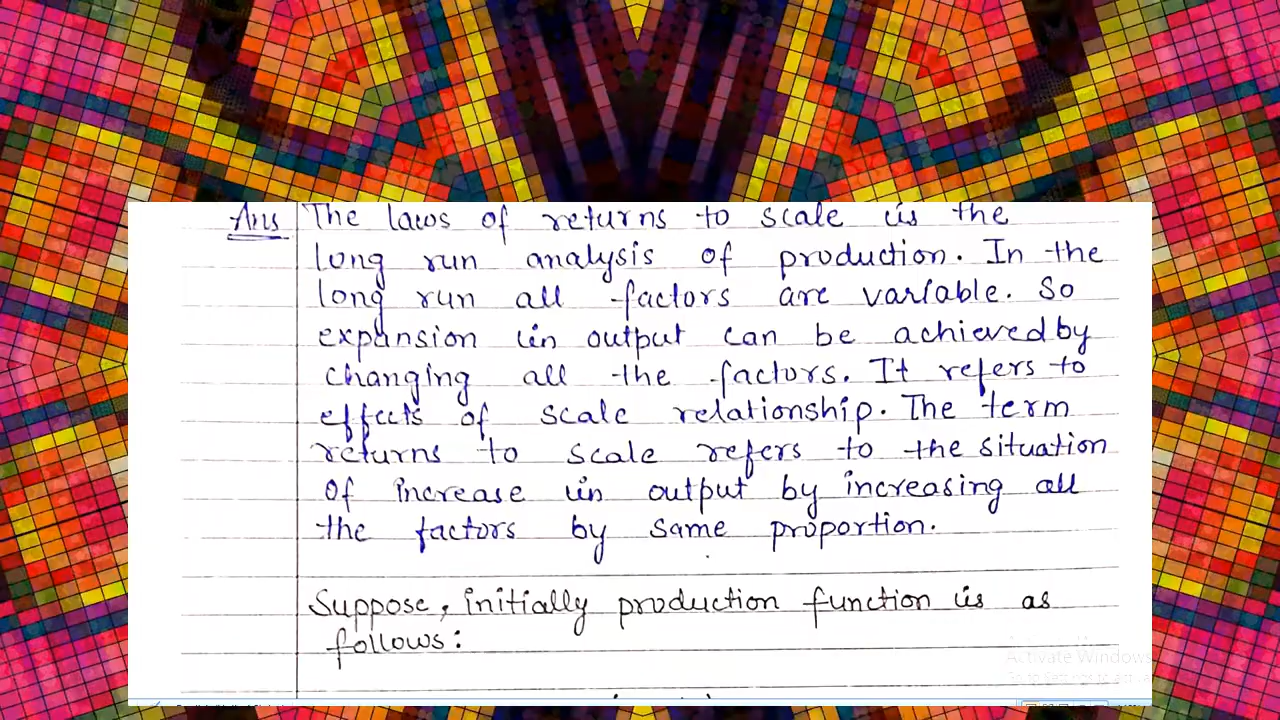 Ans The laws of returns to scale is the
long run analysis of production. In the
long run all factors are variable. So
expansion in output can be achieved by
changing all the factors. It refers to
effects of scale relationship. The term
returns to scale refers to the situation
of increase in output by increasing all
the factors by same proportion.
Suppose, initially production function is as
follows:
Activate Windows